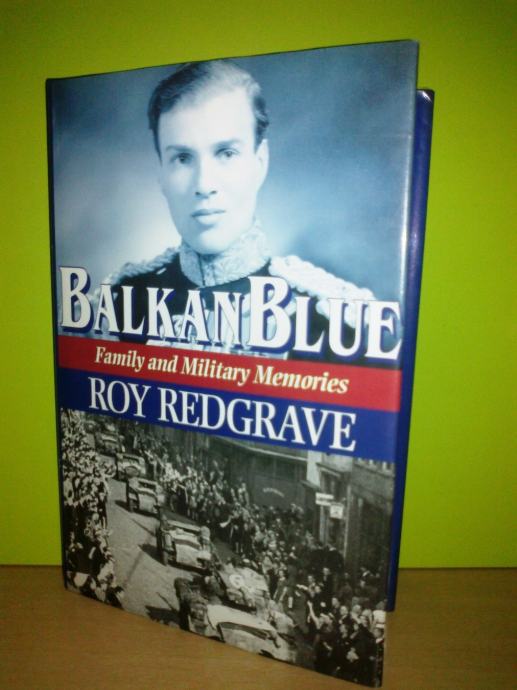 BALKAN BLUE
Family and Military Memories
ROY REDGRAVE